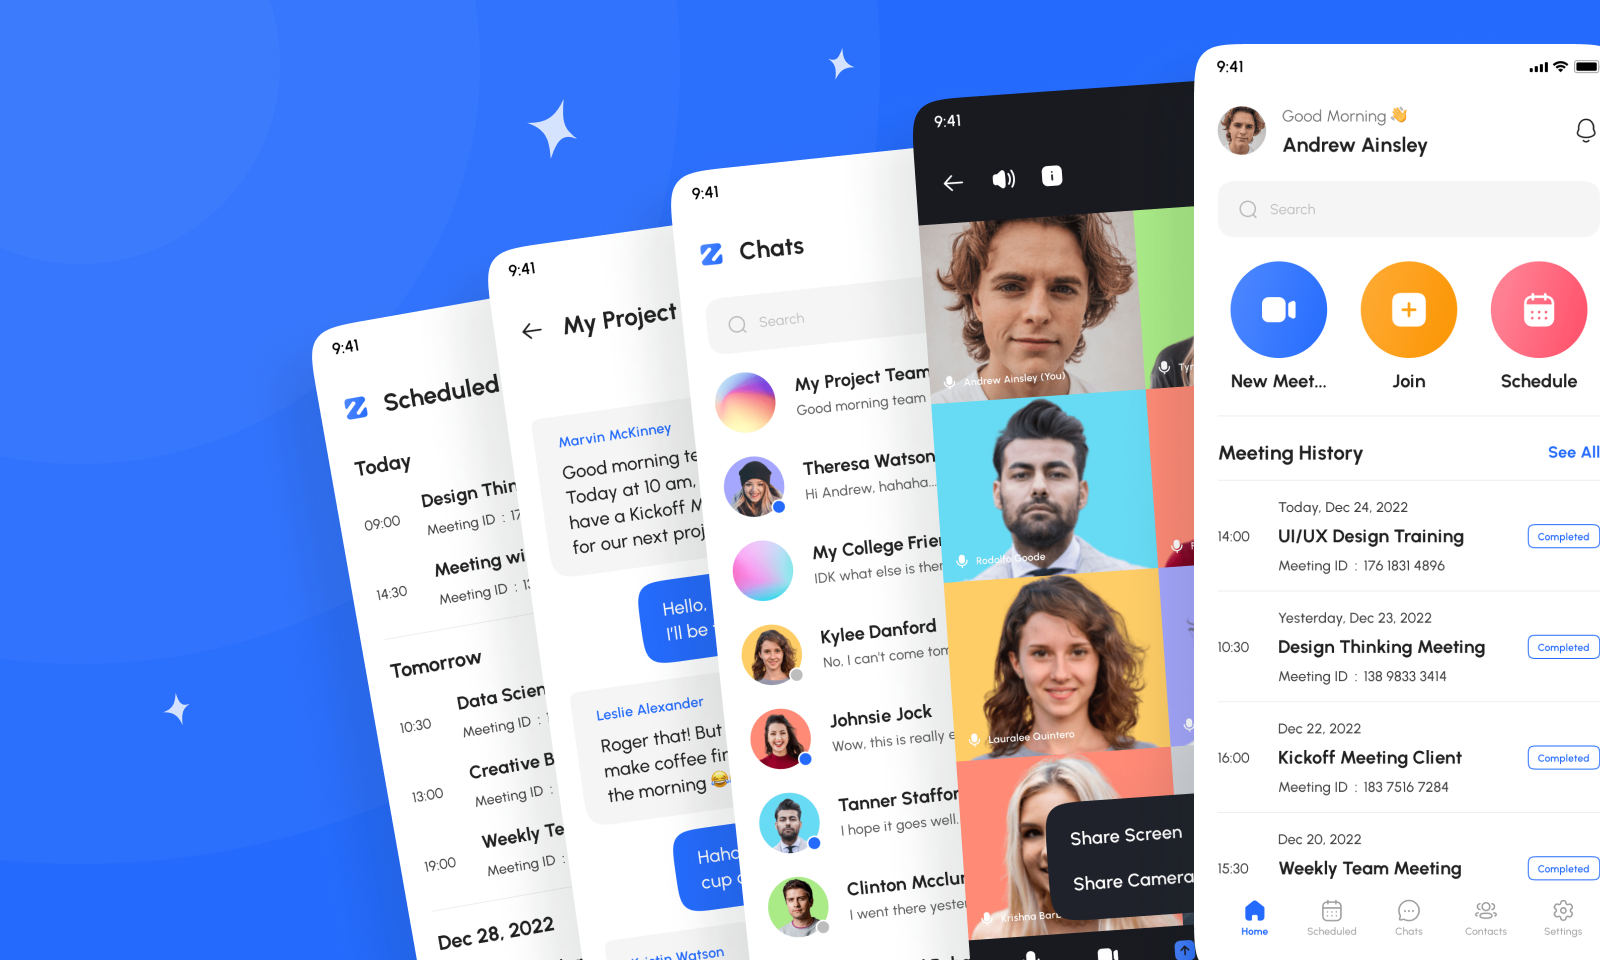 9:41
Scheduled
Today
09:00
Design Thin
Meeting ID :
14:30
Meeting wi
Meeting ID :
Tomorrow
10:30
Data Scien
Meeting ID :
13:00
Creative B
Meeting ID :
19:00
Weekly Te
Meeting ID :
Dec 28, 2022
9:41
My Project
Marvin McKinney
Good morning te
Today at 10 am,
have a Kickoff M
for our next proj
Hello,
I'll be
Leslie Alexander
Roger that! But
make coffee fir
the morning 😂
Haha
cup
Kristin Watson
9:41
Chats
Search
My Project Team
Good morning team
Theresa Watson
Hi Andrew, hahaha...
My College Frie
IDK what else is ther
Kylee Danford
No, I can't come tom
Johnsie Jock
Wow, this is really e
Tanner Staffor
I hope it goes well.
Clinton Mcclur
I went there yester
9:41
Andrew Ainsley (You)
Tyr
Rodolfo Goode
Lauralee Quintero
Krishna Bar
Share Screen
Share Camera
9:41
Good Morning 👋
Andrew Ainsley
Search
New Meet...
Join
Schedule
Meeting History
See All
Today, Dec 24, 2022
14:00
UI/UX Design Training
Completed
Meeting ID : 176 1831 4896
Yesterday, Dec 23, 2022
10:30
Design Thinking Meeting
Completed
Meeting ID : 138 9833 3414
Dec 22, 2022
16:00
Kickoff Meeting Client
Completed
Meeting ID : 183 7516 7284
Dec 20, 2022
15:30
Weekly Team Meeting
Completed
Home
Scheduled
Chats
Contacts
Settings